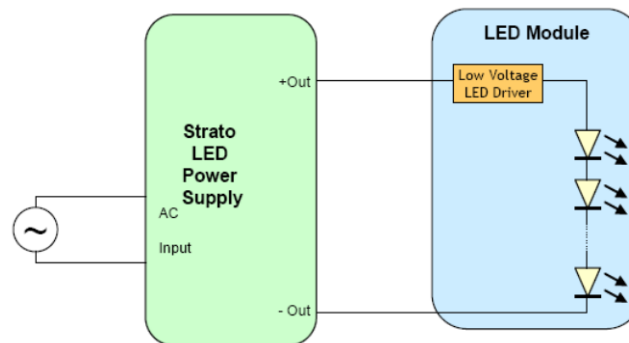 Strato
LED
Power
Supply
+Out
AC
Input
- Out
LED Module
Low Voltage
LED Driver
~